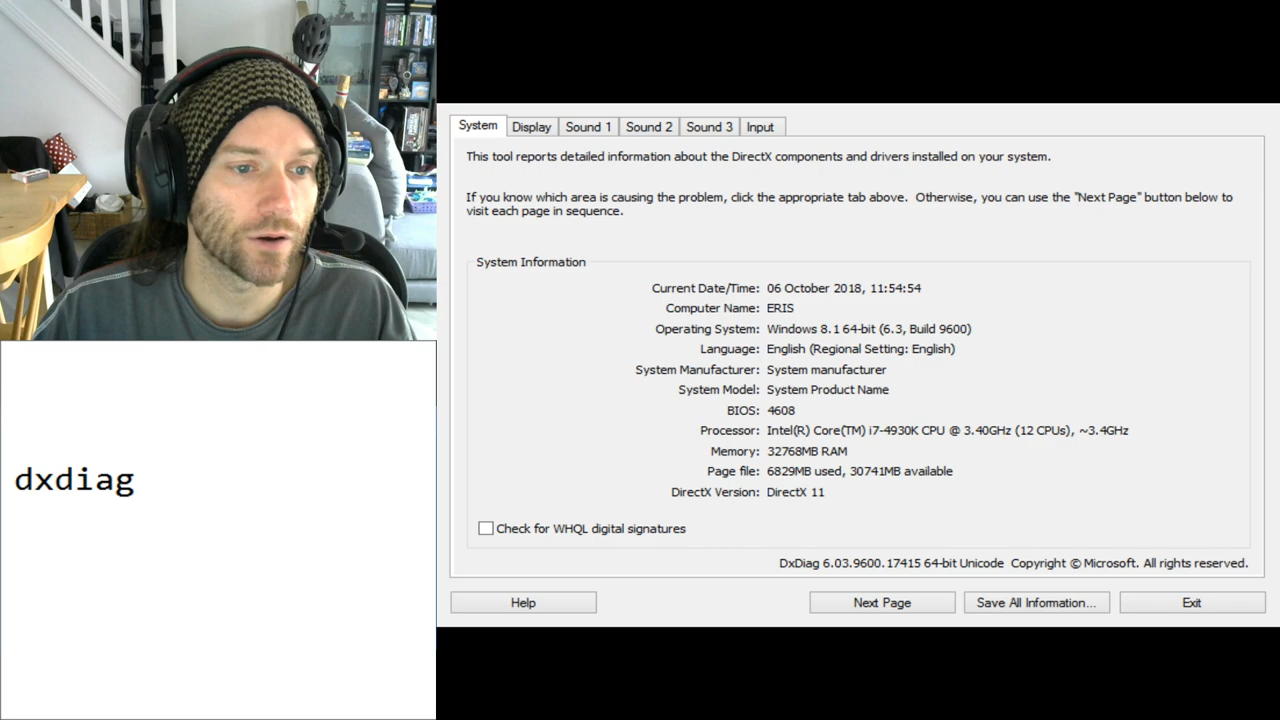 dxdiag
System Display Sound 1 Sound 2 Sound 3 Input
This tool reports detailed information about the DirectX components and drivers installed on your system.
If you know which area is causing the problem, click the appropriate tab above.  Otherwise, you can use the "Next Page" button below to
visit each page in sequence.
System Information
Current Date/Time: 06 October 2018, 11:54:54
Computer Name: ERIS
Operating System: Windows 8.1 64-bit (6.3, Build 9600)
Language: English (Regional Setting: English)
System Manufacturer: System manufacturer
System Model: System Product Name
BIOS: 4608
Processor: Intel(R) Core(TM) i7-4930K CPU @ 3.40GHz (12 CPUs), ~3.4GHz
Memory: 32768MB RAM
Page file: 6829MB used, 30741MB available
DirectX Version: DirectX 11
Check for WHQL digital signatures
DxDiag 6.03.9600.17415 64-bit Unicode  Copyright © Microsoft. All rights reserved.
Help Next Page Save All Information... Exit